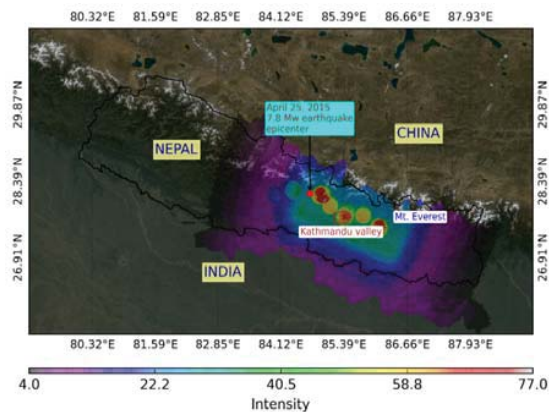 80.32°E 81.59°E 82.85°E 84.12°E 85.39°E 86.66°E 87.93°E
29.87°N
28.39°N
26.91°N
29.87°N
28.39°N
26.91°N
April 25, 2015
7.8 Mw earthquake
epicenter
CHINA
NEPAL
Mt. Everest
Kathmandu valley
INDIA
80.32°E 81.59°E 82.85°E 84.12°E 85.39°E 86.66°E 87.93°E
4.0 22.2 40.5 58.8 77.0
Intensity